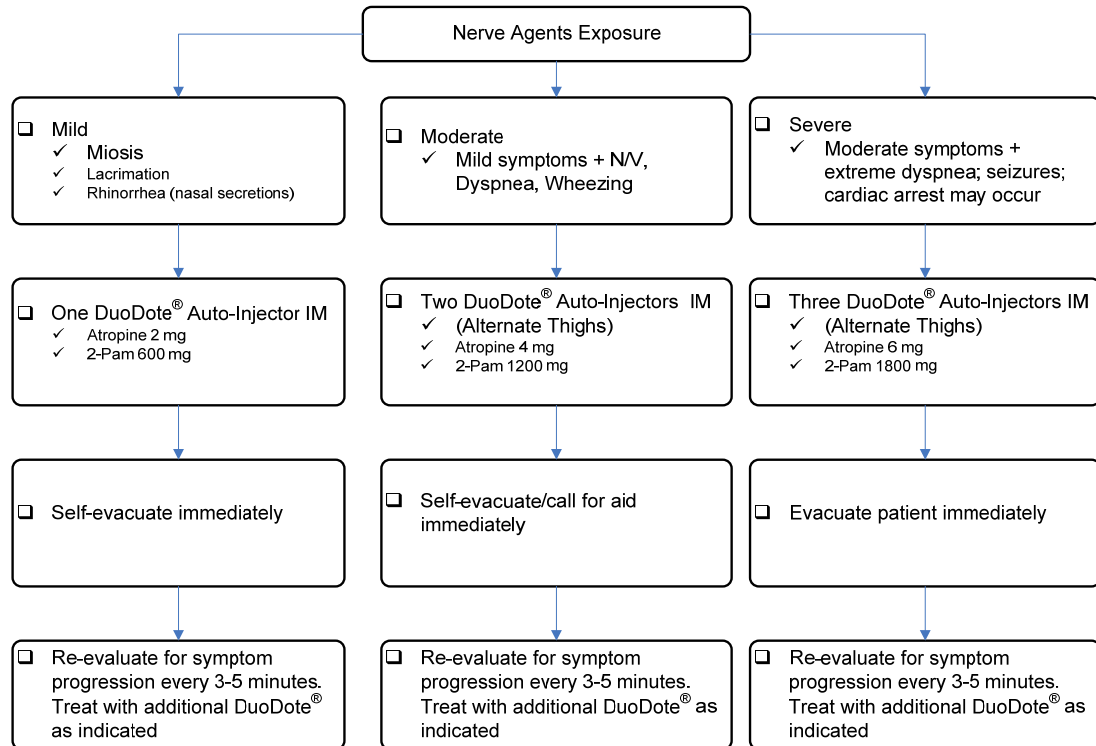 Nerve Agents Exposure
Mild
Miosis
Lacrimation
Rhinorrhea (nasal secretions)
Moderate
Mild symptoms + N/V,
Dyspnea, Wheezing
Severe
Moderate symptoms +
extreme dyspnea; seizures;
cardiac arrest may occur
One DuoDote® Auto-Injector IM
Atropine 2 mg
2-Pam 600 mg
Two DuoDote® Auto-Injectors IM
(Alternate Thighs)
Atropine 4 mg
2-Pam 1200 mg
Three DuoDote® Auto-Injectors IM
(Alternate Thighs)
Atropine 6 mg
2-Pam 1800 mg
Self-evacuate immediately
Self-evacuate/call for aid
immediately
Evacuate patient immediately
Re-evaluate for symptom
progression every 3-5 minutes.
Treat with additional DuoDote®
as indicated
Re-evaluate for symptom
progression every 3-5 minutes.
Treat with additional DuoDote® as
indicated
Re-evaluate for symptom
progression every 3-5 minutes.
Treat with additional DuoDote® as
indicated